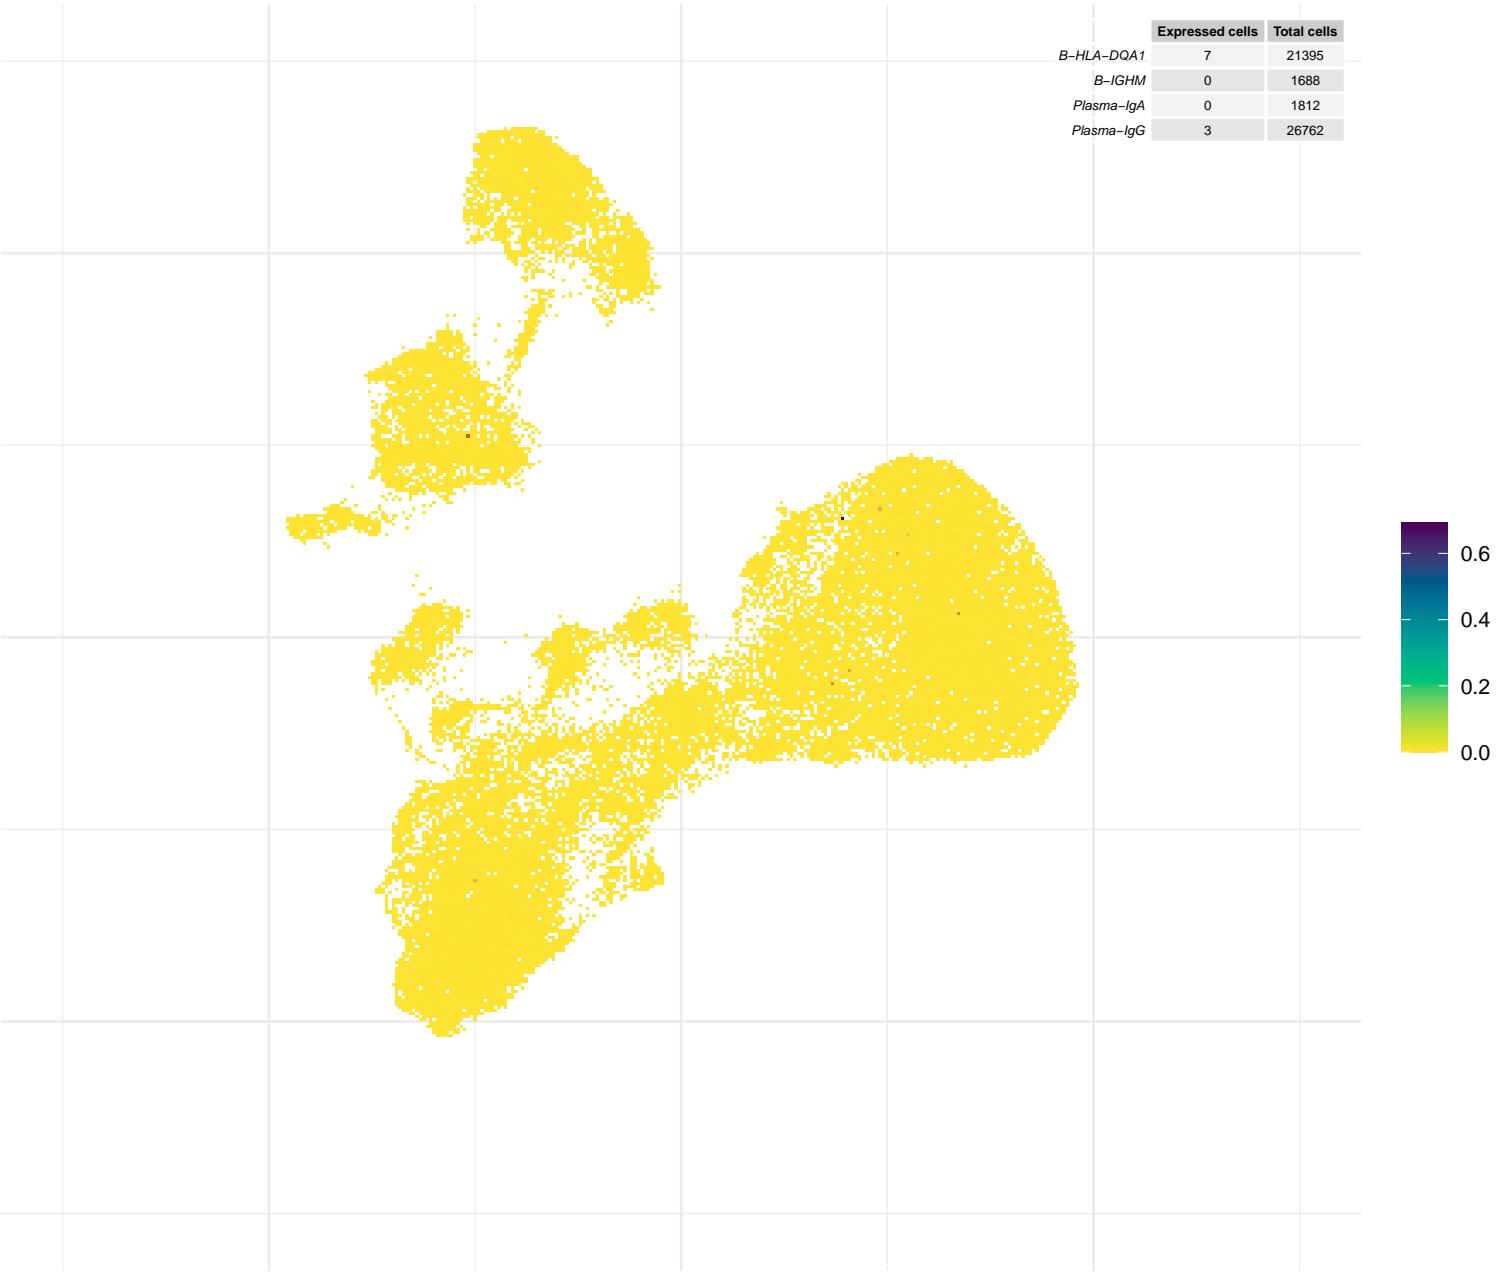 Expressed cells Total cells
B−HLA−DQA1 7 21395
B−IGHM 0 1688
Plasma−IgA 0 1812
Plasma−IgG 3 26762
0.6
0.4
0.2
0.0